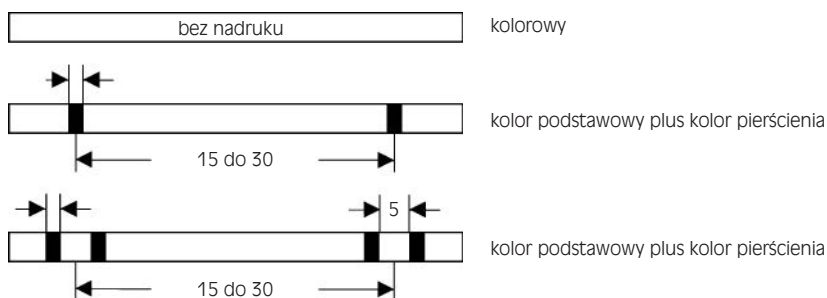 bez nadruku kolorowy
kolor podstawowy plus kolor pierścienia
15 do 30
5
kolor podstawowy plus kolor pierścienia
15 do 30